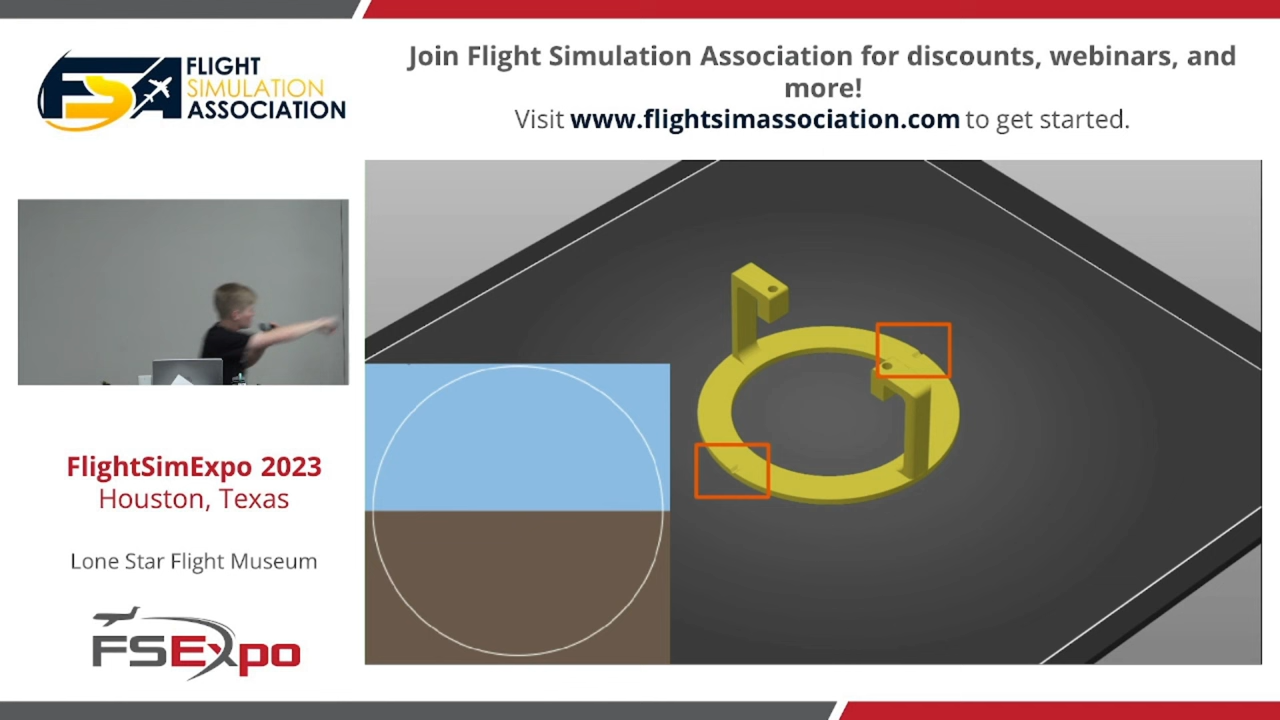 FLIGHT
SIMULATION
ASSOCIATION
FSA
Join Flight Simulation Association for discounts, webinars, and
more!
Visit www.flightsimassociation.com to get started.
FlightSimExpo 2023
Houston, Texas
Lone Star Flight Museum
FSExpo